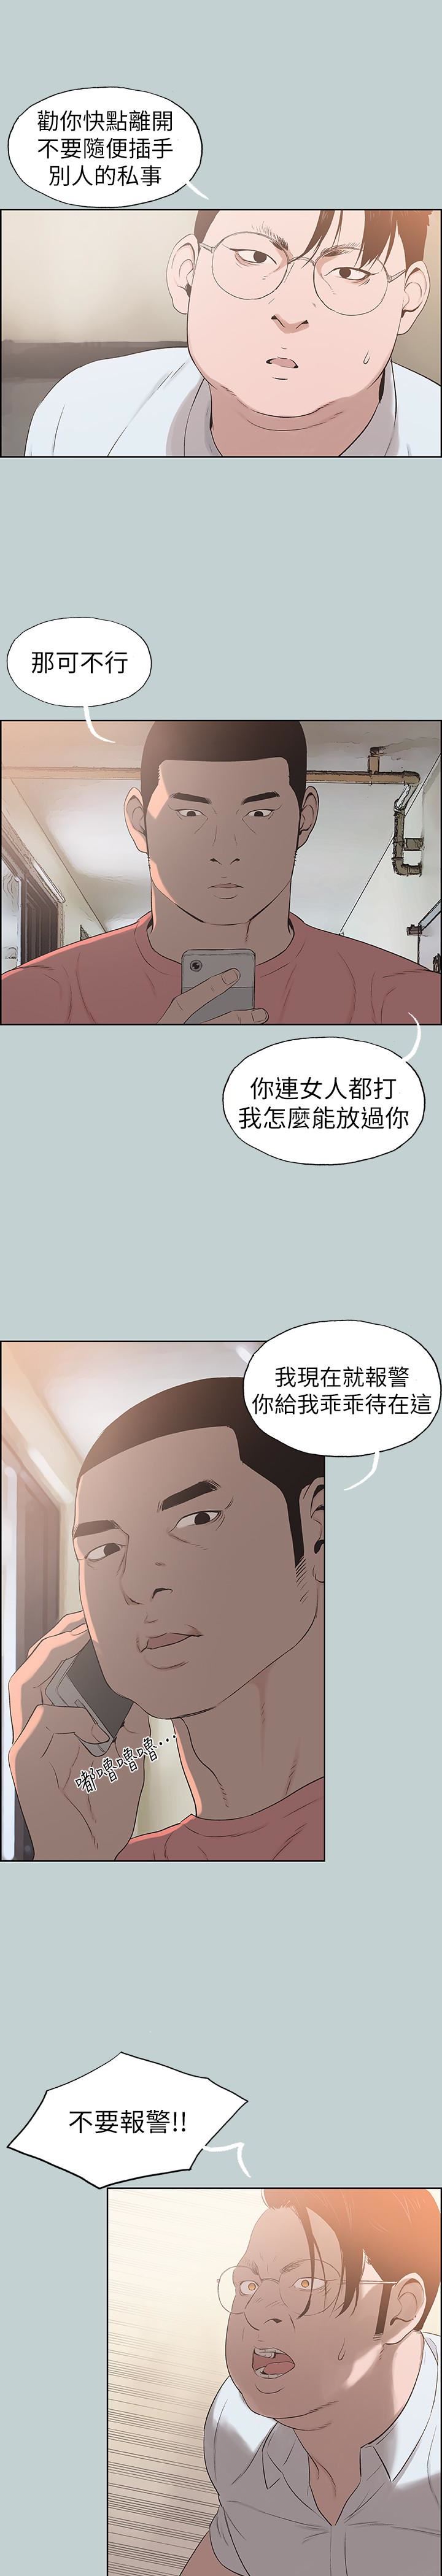 勸你快點離開
不要隨便插手
別人的私事
那可不行
你連女人都打
我怎麼能放過你
我現在就報警
你給我乖乖待在這
嘟嚕嚕嚕...
不要報警!!